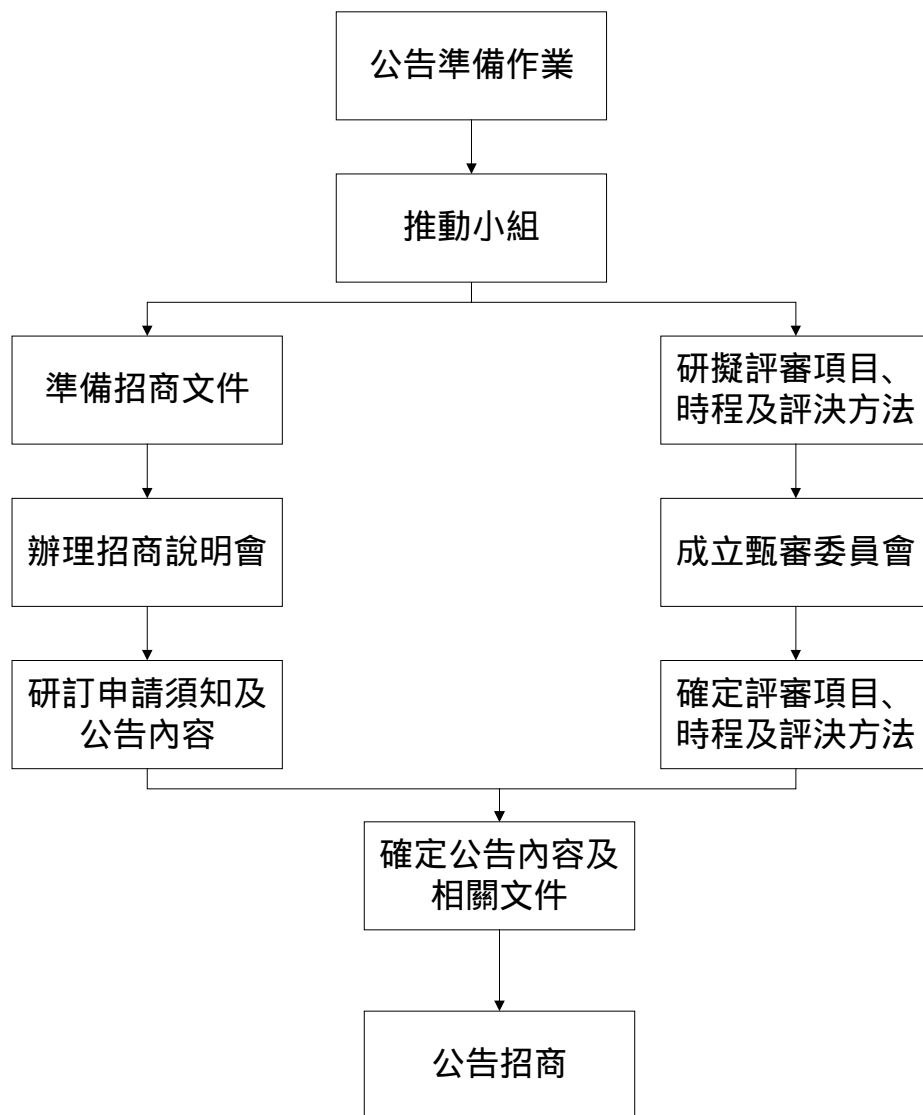 公告準備作業
推動小組
準備招商文件
研擬評審項目、
時程及評決方法
辦理招商說明會
成立甄審委員會
研訂申請須知及
公告內容
確定評審項目、
時程及評決方法
確定公告內容及
相關文件
公告招商